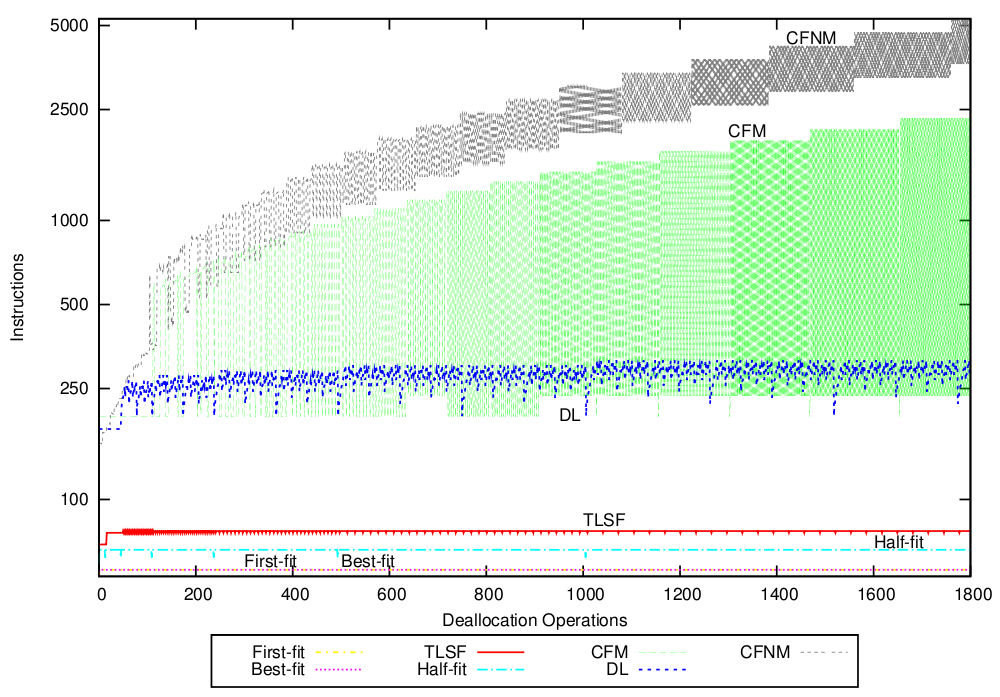 5000
2500
1000
500
250
100
Instructions
CFNM
CFM
DL
TLSF
Half-fit
First-fit
Best-fit
0 200 400 600 800 1000 1200 1400 1600 1800
Deallocation Operations
First-fit TLSF CFM CFNM
Best-fit Half-fit DL